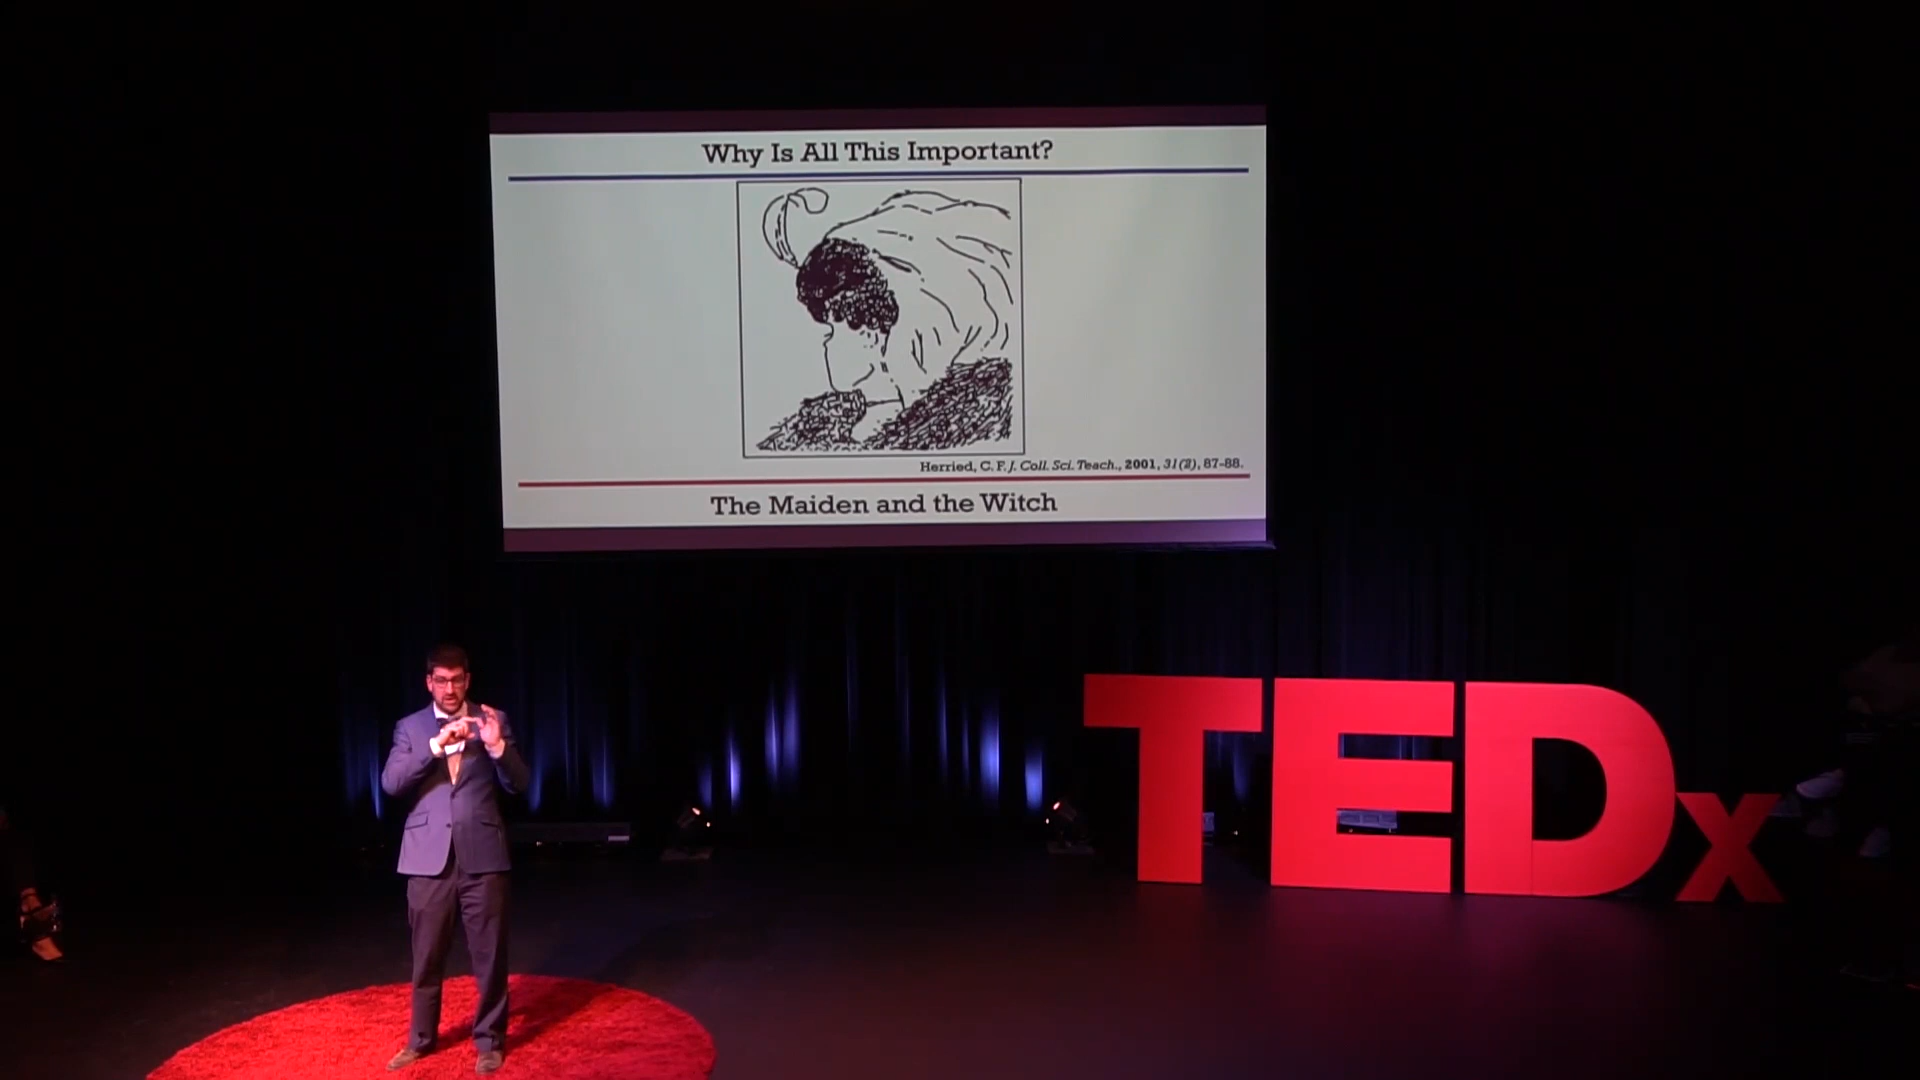 Why Is All This Important?
Herried, C. F. J. Coll. Sci. Teach., 2001, 31(2), 87-88.
The Maiden and the Witch
TEDx